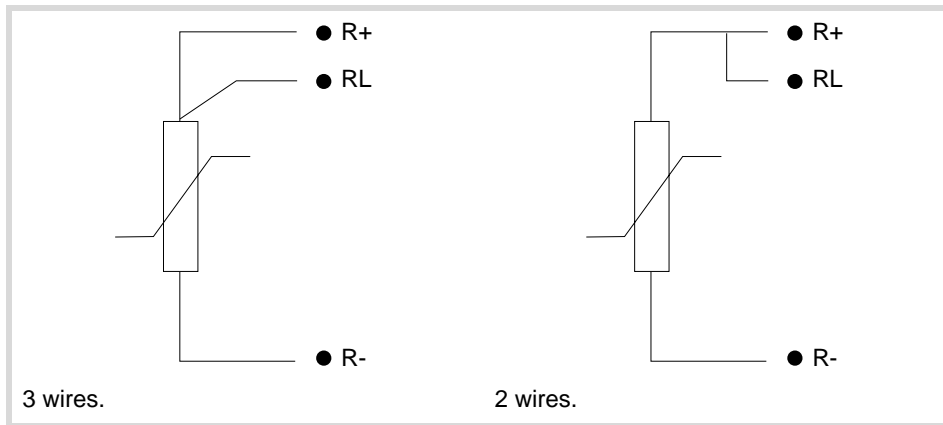 R+
RL
R-
3 wires.
R+
RL
R-
2 wires.